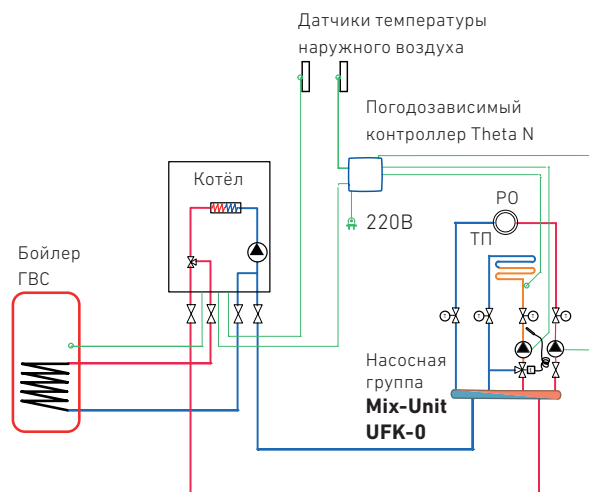 Датчики температуры
наружного воздуха
Погодозависимый
контроллер Theta N
Котёл
220В
РО
ТП
Бойлер
ГВС
Насосная
группа
Mix-Unit
UFK-0